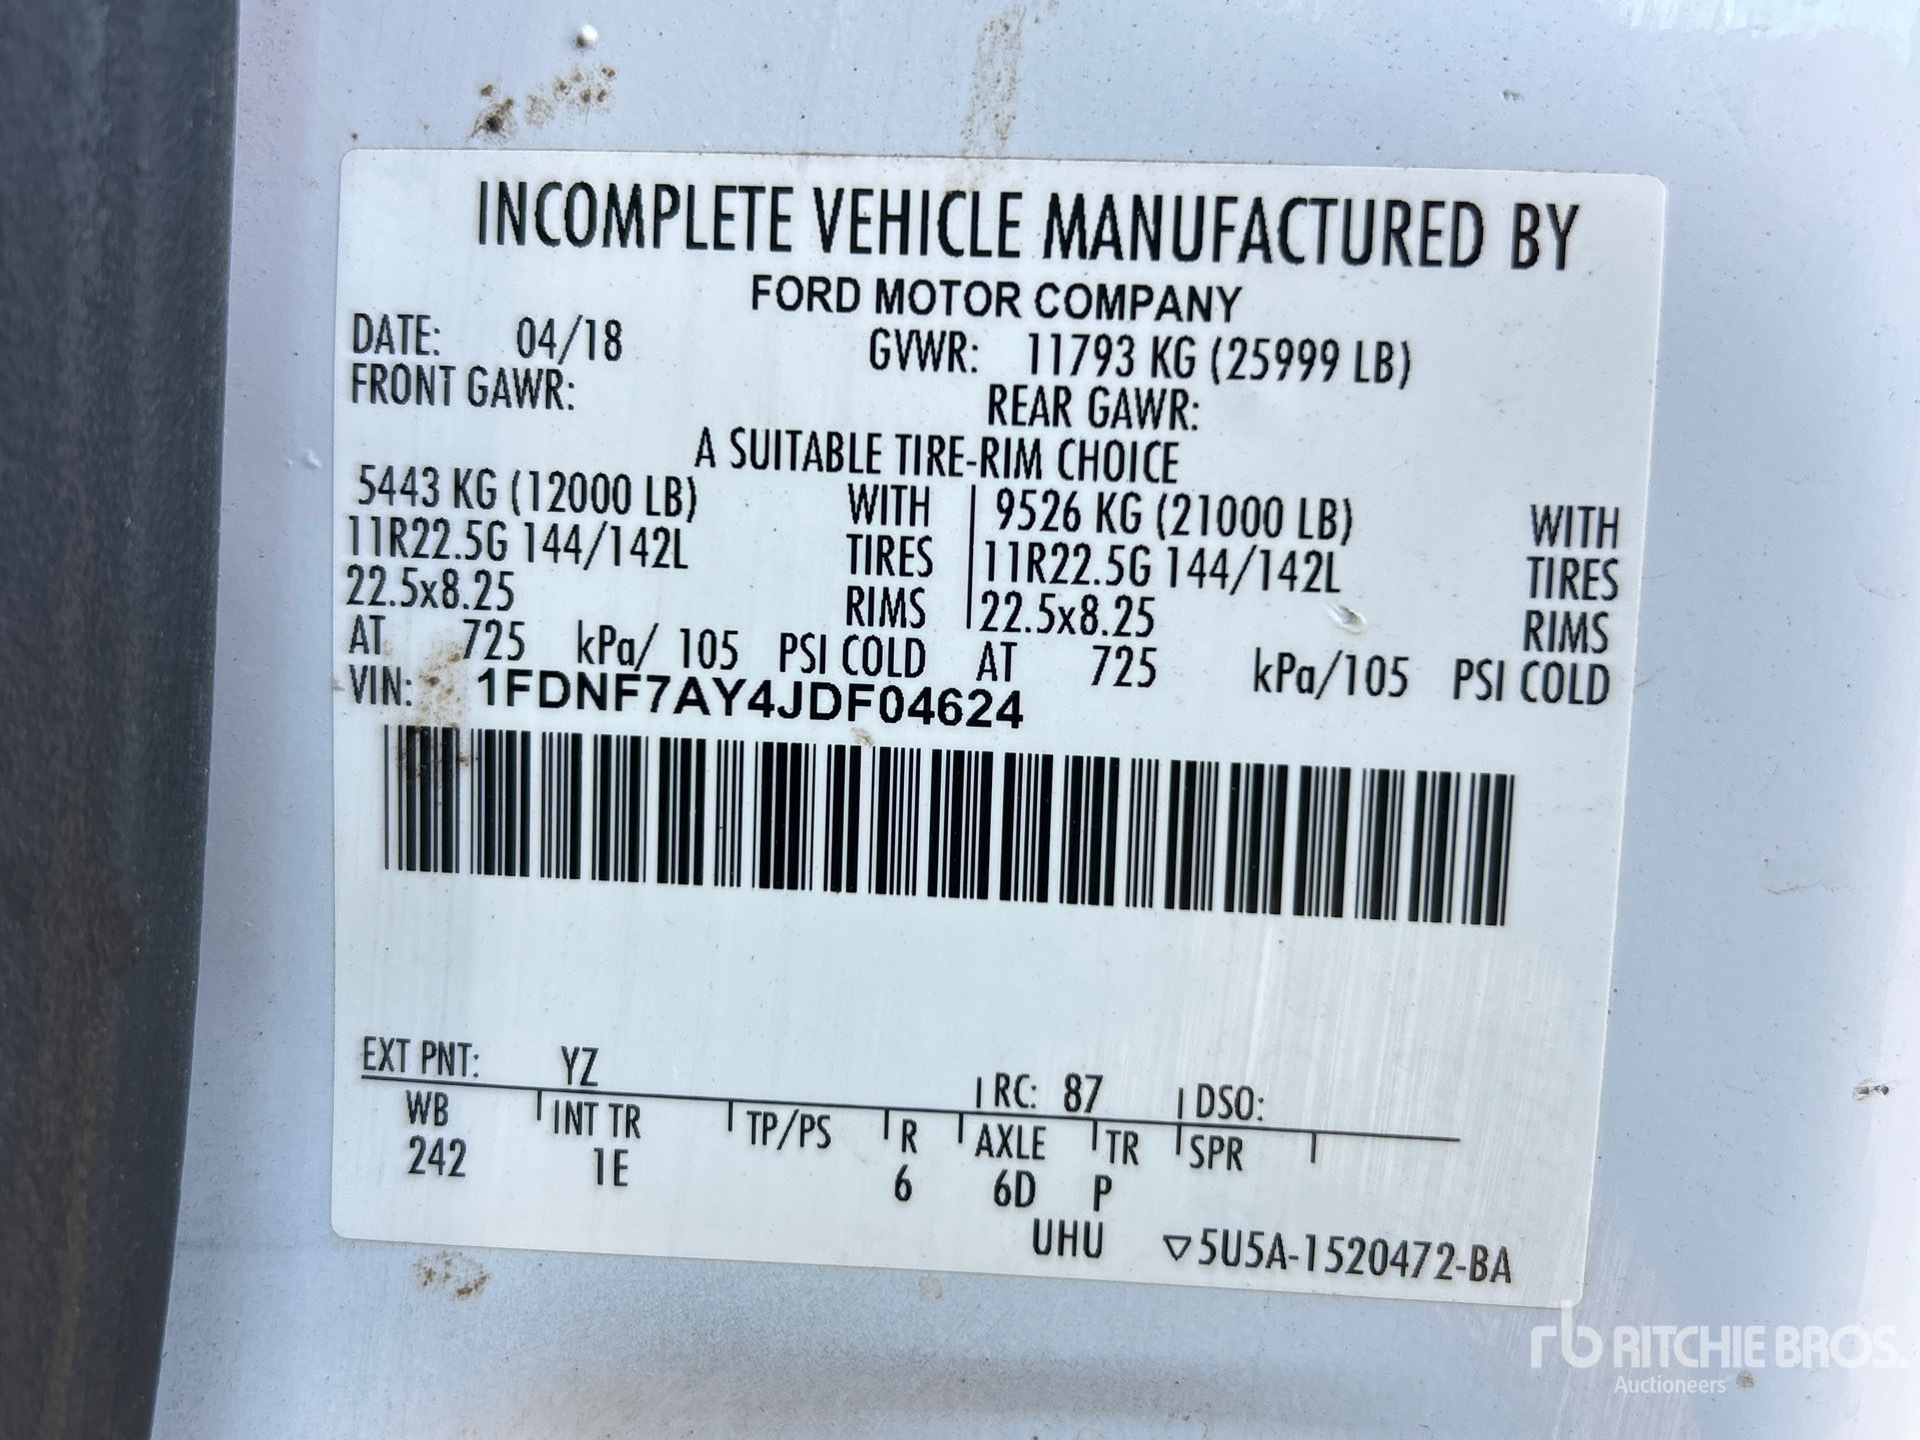 INCOMPLETE VEHICLE MANUFACTURED BY
FORD MOTOR COMPANY
DATE: 04/18 GVWR: 11793 KG (25999 LB)
FRONT GAWR: REAR GAWR:
A SUITABLE TIRE-RIM CHOICE
5443 KG (12000 LB) WITH 9526 KG (21000 LB) WITH
11R22.5G 144/142L TIRES 11R22.5G 144/142L TIRES
22.5x8.25 RIMS 22.5x8.25 RIMS
AT 725 kPa/ 105 PSI COLD AT 725 kPa/105 PSI COLD
VIN: 1FDNF7AY4JDF04624
EXT PNT: YZ RC: 87 DSO:
WB INT TR TP/PS R AXLE TR SPR
242 1E 6 6D P
UHU ▽5U5A-1520472-BA
rb RITCHIE BROS.
Auctioneers